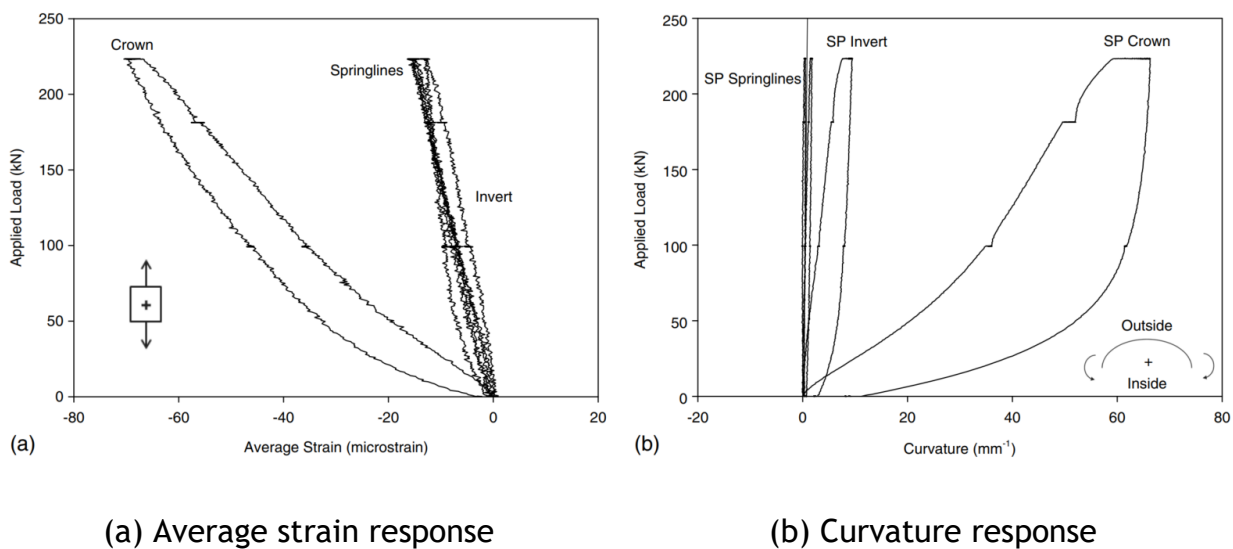 250
200
150
100
50
0
Applied Load (kN)
Crown
Springlines
Invert
+
-80
-60
-40
-20
0
20
(a)
Average Strain (microstrain)
250
200
150
100
50
0
Applied Load (kN)
SP Invert
SP Crown
SP Springlines
Outside
+
Inside
-20
0
20
40
60
80
(b)
Curvature (mm⁻¹)
(a) Average strain response
(b) Curvature response